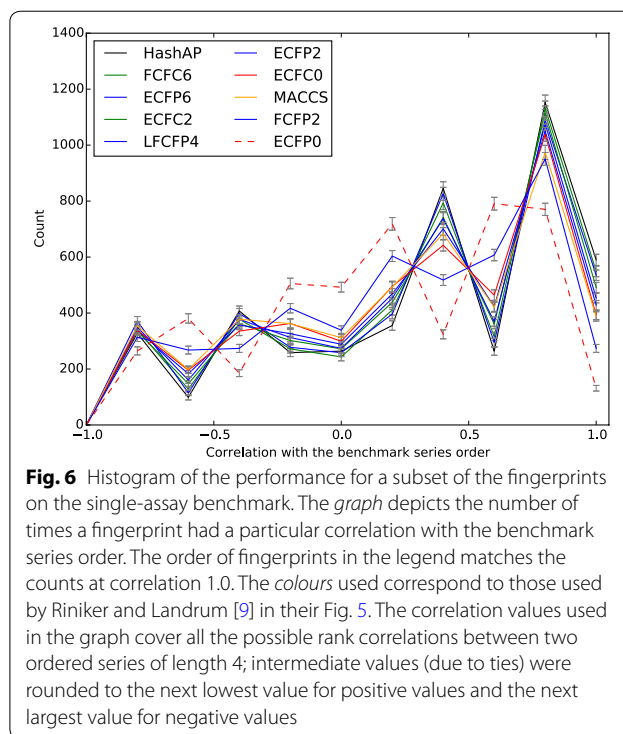 1400
1200
1000
800
600
400
200
0
Count
HashAP
FCFC6
ECFP6
ECFC2
LFCFP4
ECFP2
ECFC0
MACCS
FCFP2
ECFP0
−1.0 −0.5 0.0 0.5 1.0
Correlation with the benchmark series order
Fig. 6 Histogram of the performance for a subset of the fingerprints
on the single-assay benchmark. The graph depicts the number of
times a fingerprint had a particular correlation with the benchmark
series order. The order of fingerprints in the legend matches the
counts at correlation 1.0. The colours used correspond to those used
by Riniker and Landrum [9] in their Fig. 5. The correlation values used
in the graph cover all the possible rank correlations between two
ordered series of length 4; intermediate values (due to ties) were
rounded to the next lowest value for positive values and the next
largest value for negative values